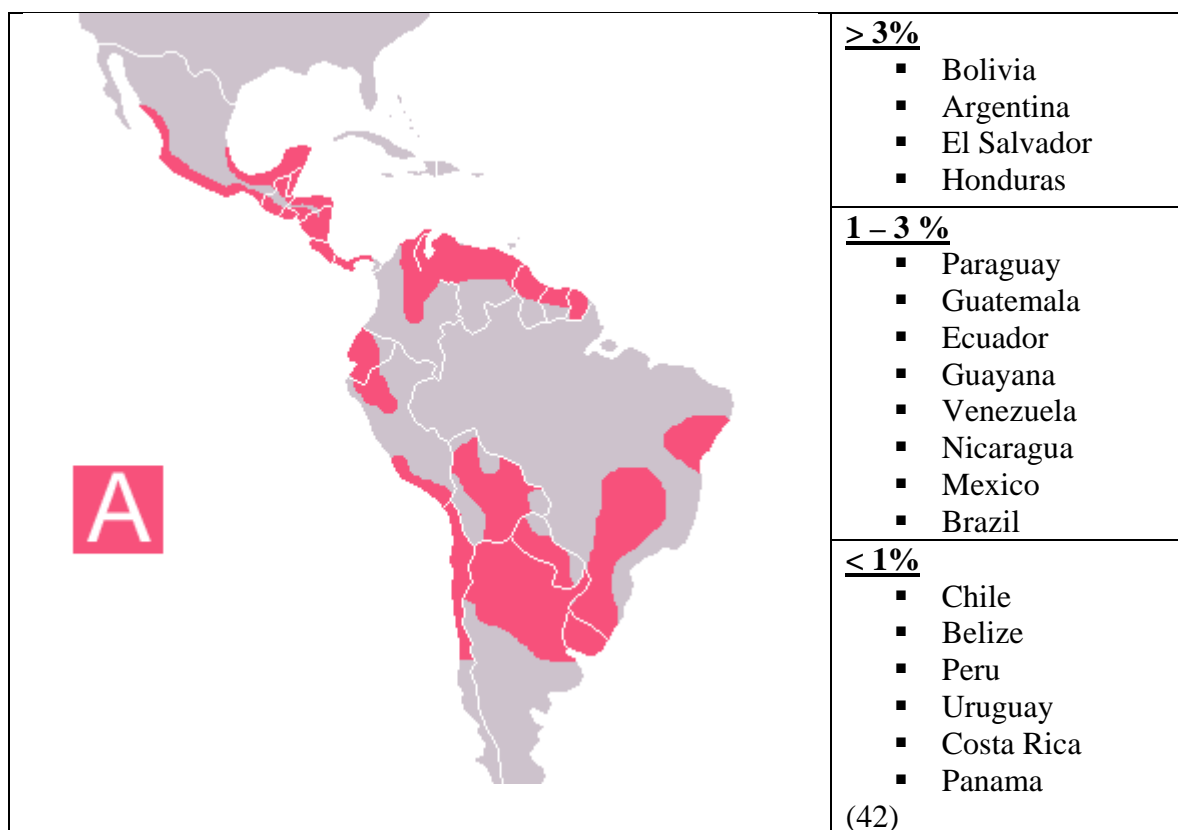 A
> 3%
▪ Bolivia
▪ Argentina
▪ El Salvador
▪ Honduras
1 – 3 %
▪ Paraguay
▪ Guatemala
▪ Ecuador
▪ Guayana
▪ Venezuela
▪ Nicaragua
▪ Mexico
▪ Brazil
< 1%
▪ Chile
▪ Belize
▪ Peru
▪ Uruguay
▪ Costa Rica
▪ Panama
(42)